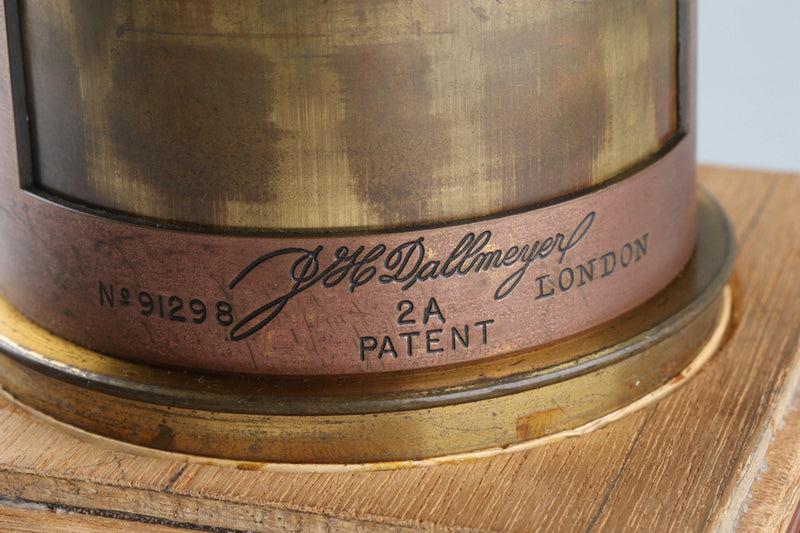 Nº 91298 J H Dallmeyer LONDON
2A
PATENT